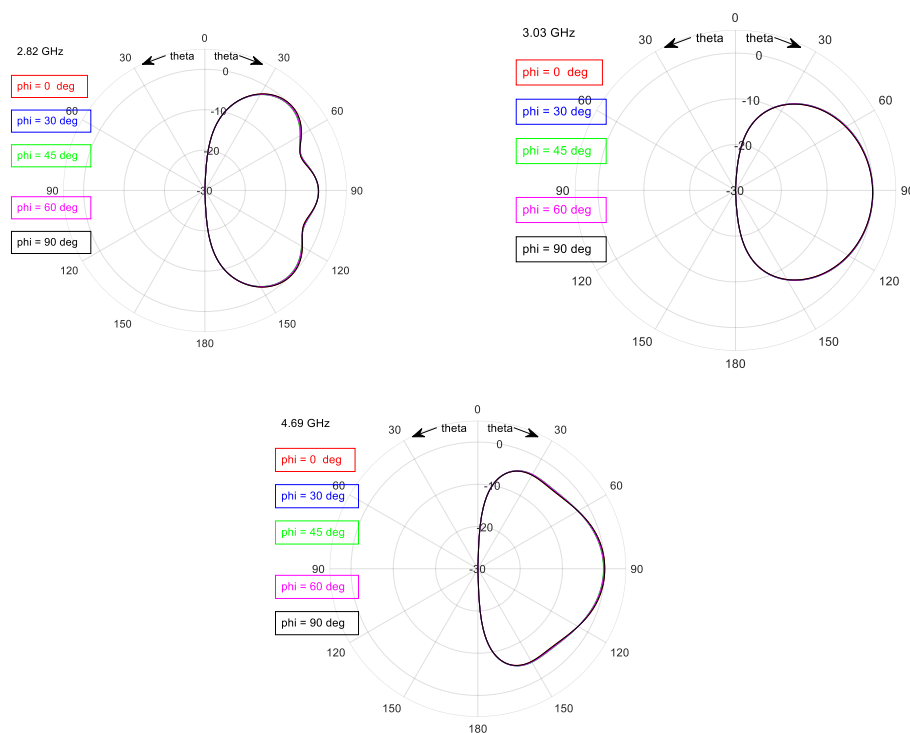 0
2.82 GHz
30 theta theta 30
0
phi = 0 deg
60 -10 60
phi = 30 deg
phi = 45 deg
-20
90 -30 90
phi = 60 deg
phi = 90 deg
120 120
150 150
180
0
3.03 GHz
30 theta theta 30
0
phi = 0 deg
60 -10 60
phi = 30 deg
-20
phi = 45 deg
90 -30 90
phi = 60 deg
phi = 90 deg
120 120
150 150
180
0
4.69 GHz
30 theta theta 30
0
phi = 0 deg
60 -10 60
phi = 30 deg
-20
phi = 45 deg
90 -30 90
phi = 60 deg
phi = 90 deg
120 120
150 150
180